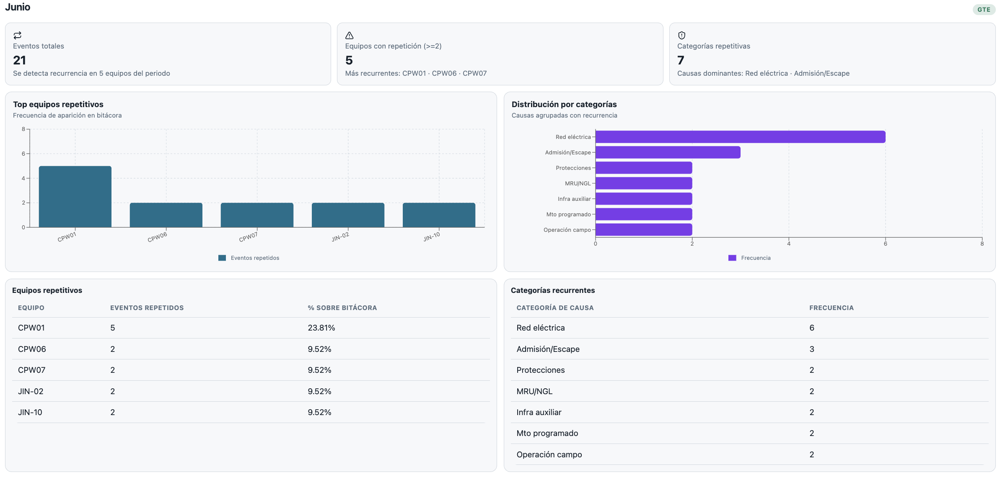 Junio
GTE
Eventos totales
21
Se detecta recurrencia en 5 equipos del periodo
Equipos con repetición (>=2)
5
Más recurrentes: CPW01 · CPW06 · CPW07
Categorías repetitivas
7
Causas dominantes: Red eléctrica · Admisión/Escape
Top equipos repetitivos
Frecuencia de aparición en bitácora
8
6
4
2
0
CPW01
CPW06
CPW07
JIN-02
JIN-10
Eventos repetidos
Distribución por categorías
Causas agrupadas con recurrencia
Red eléctrica
Admisión/Escape
Protecciones
MRU/NGL
Infra auxiliar
Mto programado
Operación campo
0 2 4 6 8
Frecuencia
Equipos repetitivos
EQUIPO EVENTOS REPETIDOS % SOBRE BITÁCORA
CPW01 5 23.81%
CPW06 2 9.52%
CPW07 2 9.52%
JIN-02 2 9.52%
JIN-10 2 9.52%
Categorías recurrentes
CATEGORÍA DE CAUSA FRECUENCIA
Red eléctrica 6
Admisión/Escape 3
Protecciones 2
MRU/NGL 2
Infra auxiliar 2
Mto programado 2
Operación campo 2